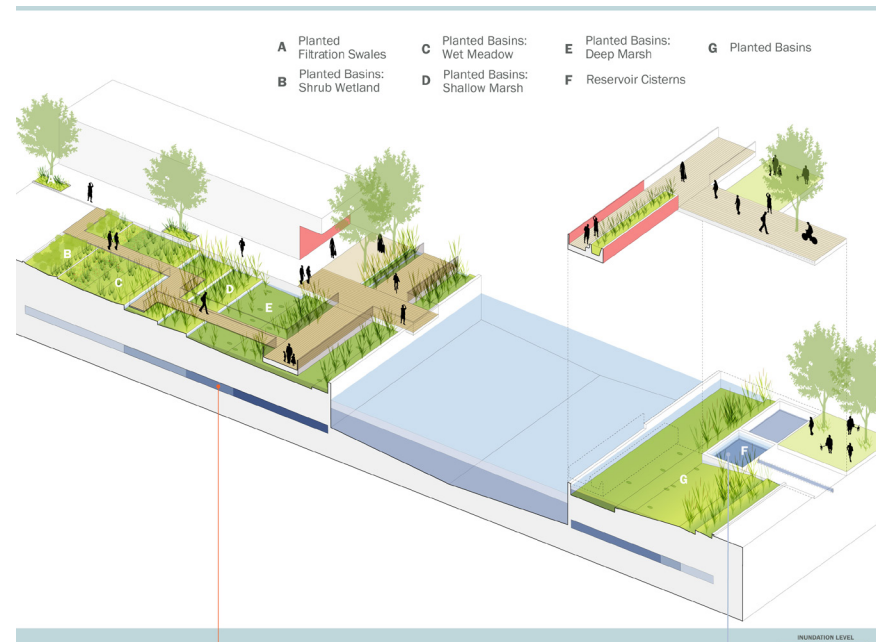 A Planted
Filtration Swales
B Planted Basins:
Shrub Wetland
C Planted Basins:
Wet Meadow
D Planted Basins:
Shallow Marsh
E Planted Basins:
Deep Marsh
F Reservoir Cisterns
G Planted Basins
A
B
C
D
E
F
G
INUNDATION LEVEL